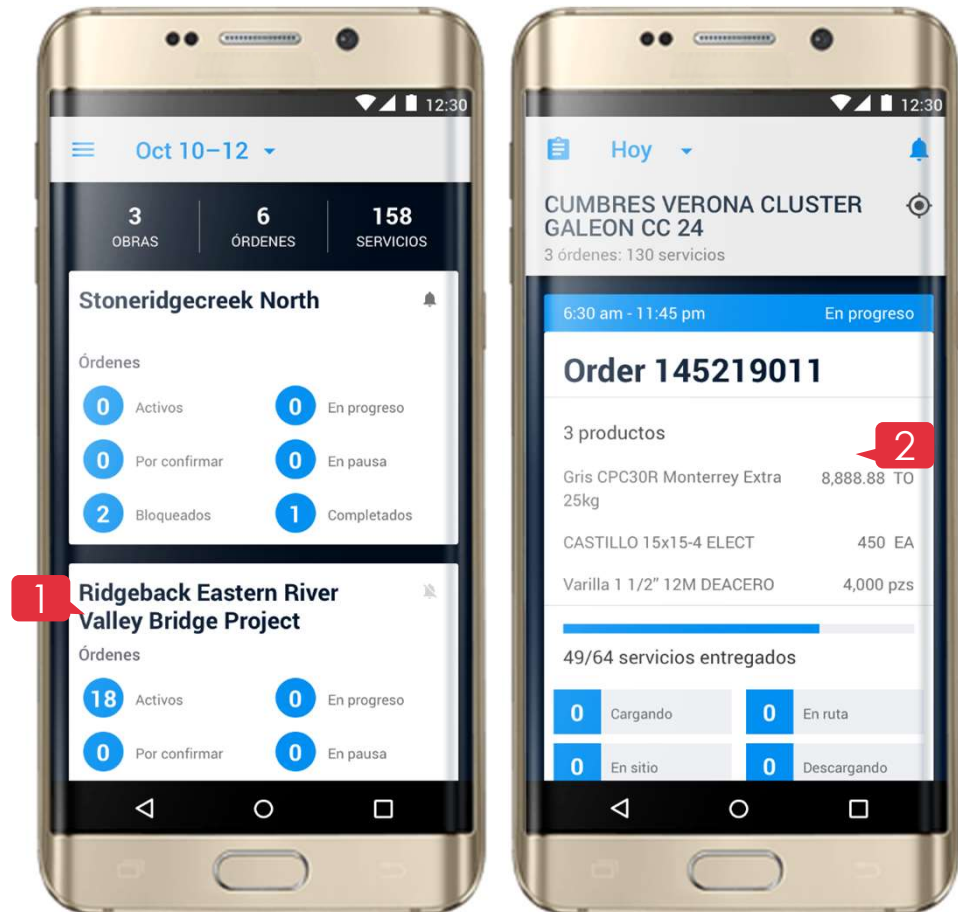 12:30
Oct 10–12
3
OBRAS
6
ÓRDENES
158
SERVICIOS
Stoneridgecreek North
Órdenes
0 Activos
0 En progreso
0 Por confirmar
0 En pausa
2 Bloqueados
1 Completados
1
Ridgeback Eastern River
Valley Bridge Project
Órdenes
18 Activos
0 En progreso
0 Por confirmar
0 En pausa
12:30
Hoy
CUMBRES VERONA CLUSTER
GALEON CC 24
3 órdenes: 130 servicios
6:30 am - 11:45 pm En progreso
Order 145219011
3 productos
2
Gris CPC30R Monterrey Extra 8,888.88 TO
25kg
CASTILLO 15x15-4 ELECT 450 EA
Varilla 1 1/2” 12M DEACERO 4,000 pzs
49/64 servicios entregados
0 Cargando
0 En ruta
0 En sitio
0 Descargando